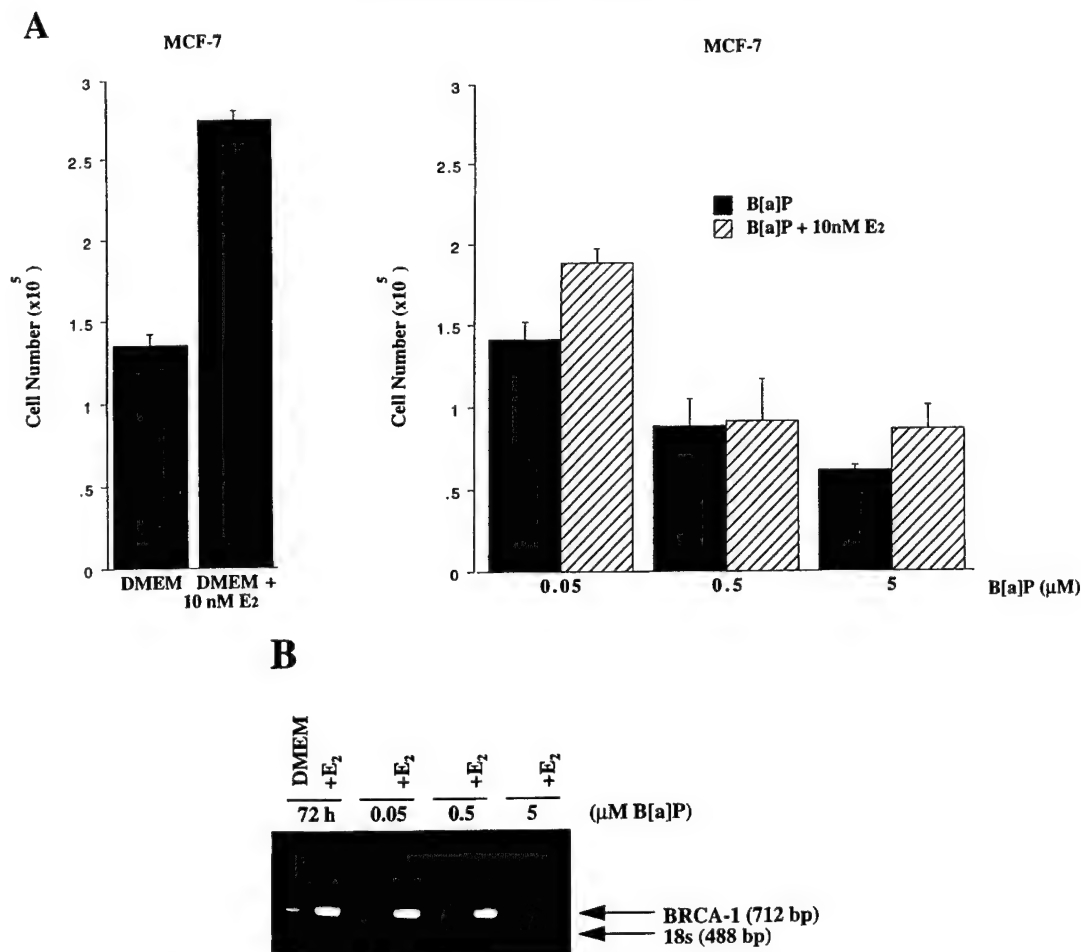 A
MCF-7
3
2.5
2
1.5
1
.5
0
Cell Number (x10 5)
DMEM
DMEM + 10 nM E2
MCF-7
3
2.5
2
1.5
1
.5
0
Cell Number (x10 5)
B[a]P
B[a]P + 10nM E2
0.05 0.5 5 B[a]P (μM)
B
DMEM +E2 +E2 +E2 +E2
72 h 0.05 0.5 5 (μM B[a]P)
BRCA-1 (712 bp)
18s (488 bp)